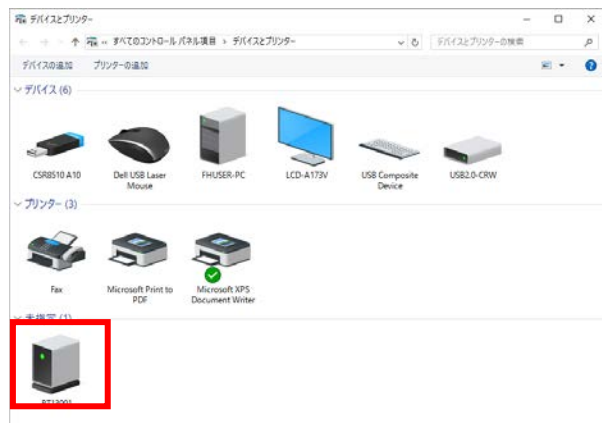 デバイスとプリンター
すべてのコントロール パネル項目 › デバイスとプリンター
デバイスとプリンターの検索
デバイスの追加 プリンターの追加
デバイス (6)
CSR8510 A10
Dell USB Laser
Mouse
FHUSER-PC
LCD-A173V
USB Composite
Device
USB2.0-CRW
プリンター (3)
Fax
Microsoft Print to
PDF
Microsoft XPS
Document Writer
未指定 (1)